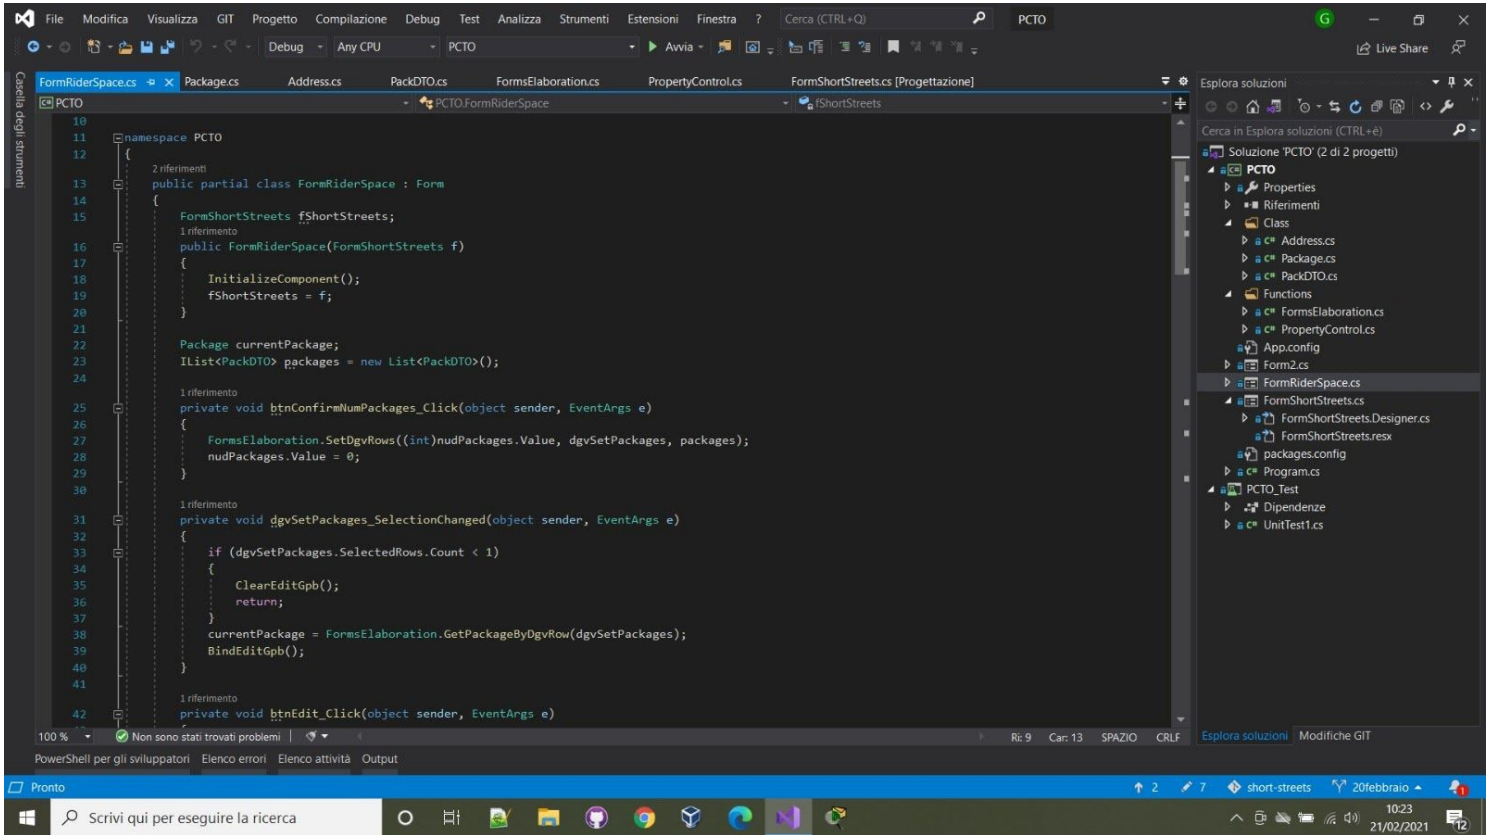 File Modifica Visualizza GIT Progetto Compilazione Debug Test Analizza Strumenti Estensioni Finestra ? Cerca (CTRL+Q) PCTO G
Debug Any CPU PCTO Avvia Live Share
Casella degli strumenti
FormRiderSpace.cs Package.cs Address.cs PackDTO.cs FormsElaboration.cs PropertyControl.cs FormShortStreets.cs [Progettazione]
PCTO PCTO.FormRiderSpace fShortStreets
10
11 namespace PCTO
12 {
2 riferimenti
13 public partial class FormRiderSpace : Form
14 {
15 FormShortStreets fShortStreets;
1 riferimento
16 public FormRiderSpace(FormShortStreets f)
17 {
18 InitializeComponent();
19 fShortStreets = f;
20 }
21
22 Package currentPackage;
23 IList<PackDTO> packages = new List<PackDTO>();
24
1 riferimento
25 private void btnConfirmNumPackages_Click(object sender, EventArgs e)
26 {
27 FormsElaboration.SetDgvRows((int)nudPackages.Value, dgvSetPackages, packages);
28 nudPackages.Value = 0;
29 }
30
1 riferimento
31 private void dgvSetPackages_SelectionChanged(object sender, EventArgs e)
32 {
33 if (dgvSetPackages.SelectedRows.Count < 1)
34 {
35 ClearEditGpb();
36 return;
37 }
38 currentPackage = FormsElaboration.GetPackageByDgvRow(dgvSetPackages);
39 BindEditGpb();
40 }
41
1 riferimento
42 private void btnEdit_Click(object sender, EventArgs e)
100 % Non sono stati trovati problemi Ri: 9 Car: 13 SPAZIO CRLF
PowerShell per gli sviluppatori Elenco errori Elenco attività Output
Esplora soluzioni
Cerca in Esplora soluzioni (CTRL+è)
Soluzione 'PCTO' (2 di 2 progetti)
PCTO
Properties
Riferimenti
Class
C# Address.cs
C# Package.cs
C# PackDTO.cs
Functions
C# FormsElaboration.cs
C# PropertyControl.cs
App.config
Form2.cs
FormRiderSpace.cs
FormShortStreets.cs
FormShortStreets.Designer.cs
FormShortStreets.resx
packages.config
C# Program.cs
PCTO_Test
Dipendenze
C# UnitTest1.cs
Esplora soluzioni Modifiche GIT
Pronto 2 7 short-streets 20febbraio 1
Scrivi qui per eseguire la ricerca 10:23
21/02/2021 12